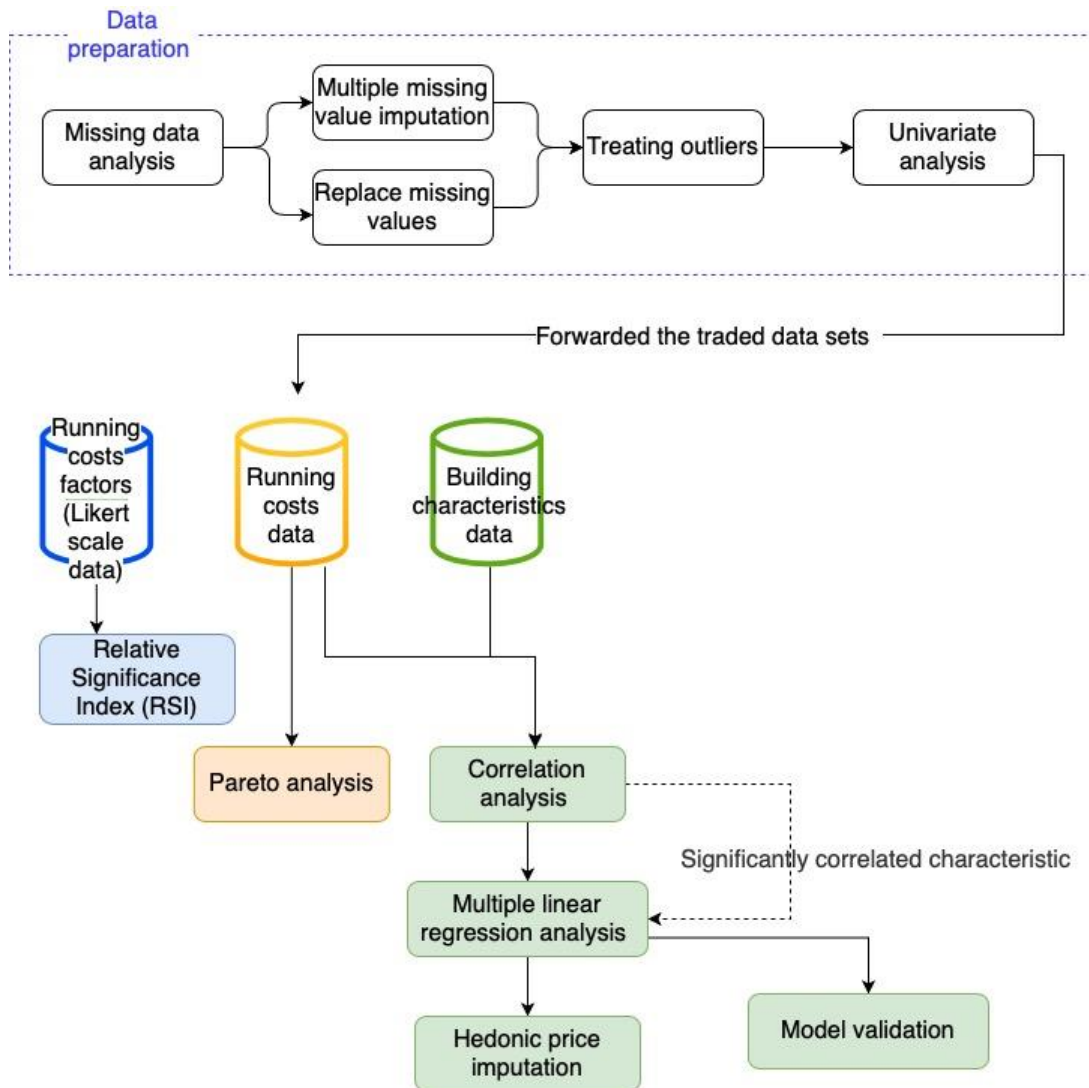 Data
preparation
Missing data
analysis
Multiple missing
value imputation
Replace missing
values
Treating outliers
Univariate
analysis
Forwarded the traded data sets
Running
costs
factors
(Likert
scale
data)
Running
costs
data
Building
characteristics
data
Relative
Significance
Index (RSI)
Pareto analysis
Correlation
analysis
Significantly correlated characteristic
Multiple linear
regression analysis
Hedonic price
imputation
Model validation